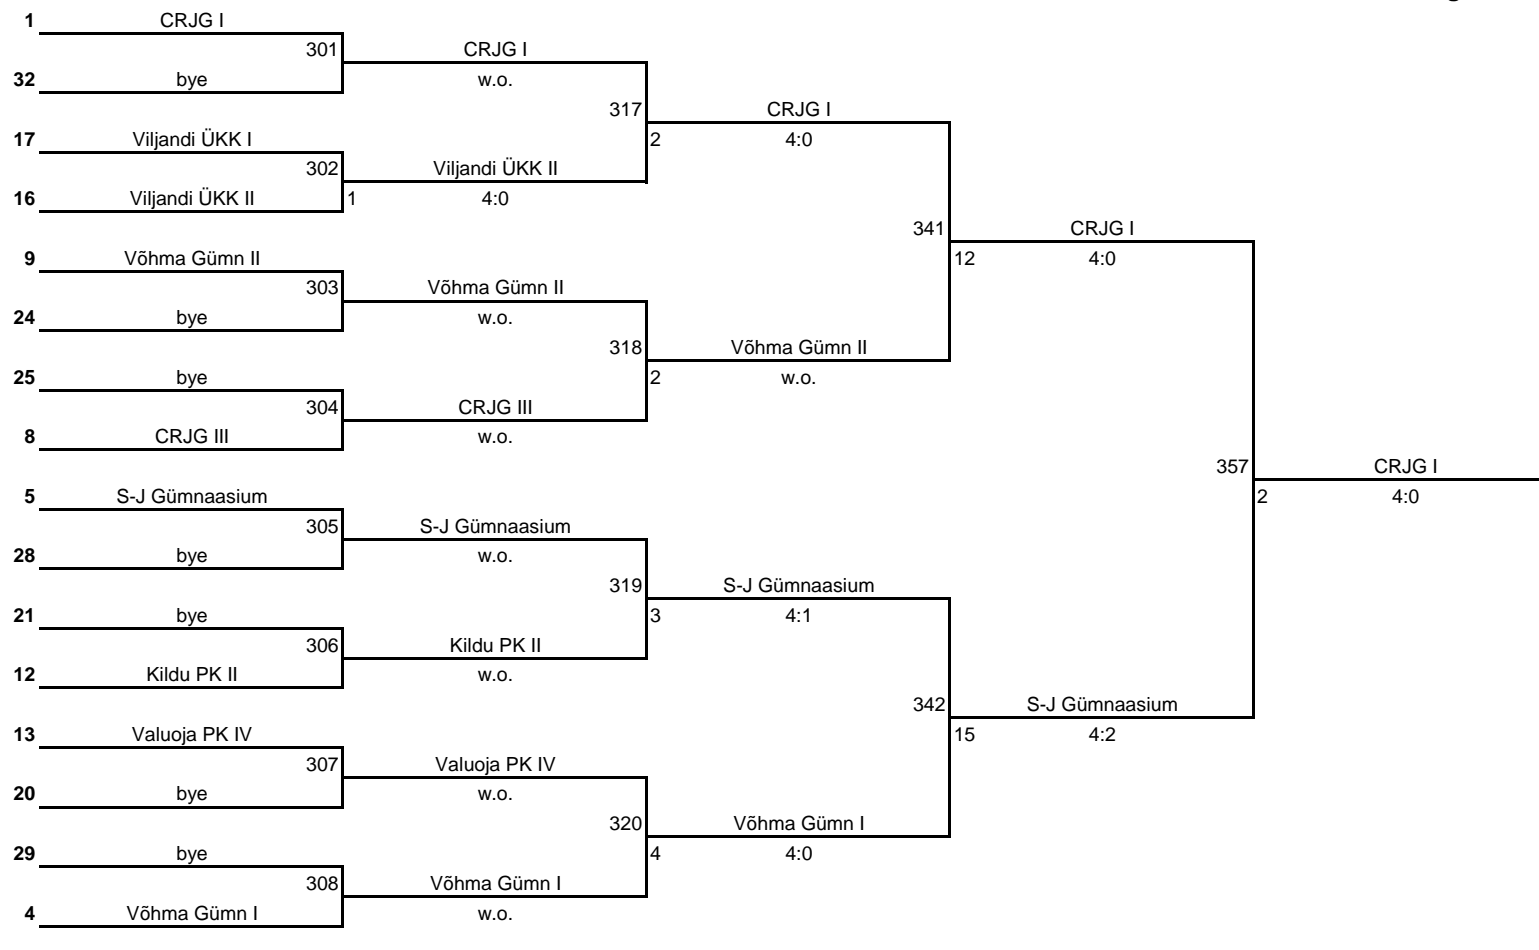 1 CRJG I
301 CRJG I
32 bye w.o.
317 CRJG I
17 Viljandi ÜKK I 2 4:0
302 Viljandi ÜKK II
16 Viljandi ÜKK II 1 4:0
341 CRJG I
9 Võhma Gümn II 12 4:0
303 Võhma Gümn II
24 bye w.o.
318 Võhma Gümn II
25 bye 2 w.o.
304 CRJG III
8 CRJG III w.o.
357 CRJG I
5 S-J Gümnaasium 2 4:0
305 S-J Gümnaasium
28 bye w.o.
319 S-J Gümnaasium
21 bye 3 4:1
306 Kildu PK II
12 Kildu PK II w.o.
342 S-J Gümnaasium
13 Valuoja PK IV 15 4:2
307 Valuoja PK IV
20 bye w.o.
320 Võhma Gümn I
29 bye 4 4:0
308 Võhma Gümn I
4 Võhma Gümn I w.o.